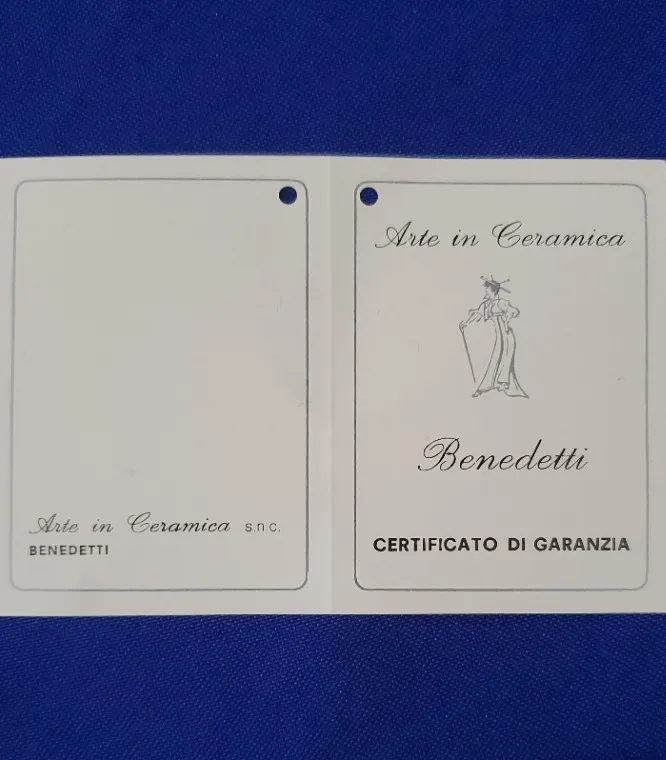 Arte in Ceramica s.n.c.
BENEDETTI
Arte in Ceramica
Benedetti
CERTIFICATO DI GARANZIA